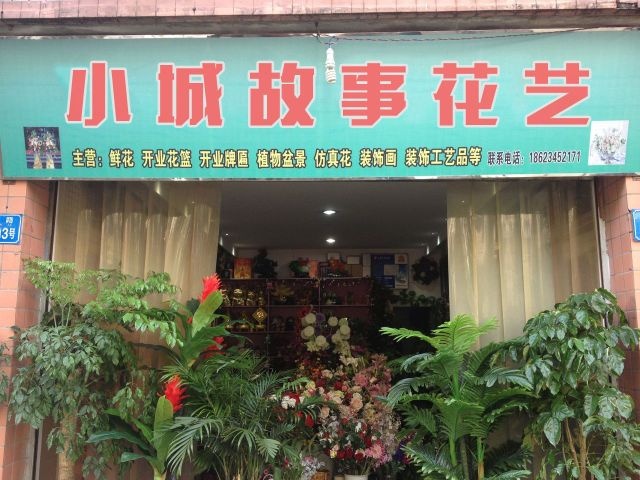 小城故事花艺
主营：鲜花 开业花篮 开业牌匾 植物盆景 仿真花 装饰画 装饰工艺品等 联系电话：18623452171
3号